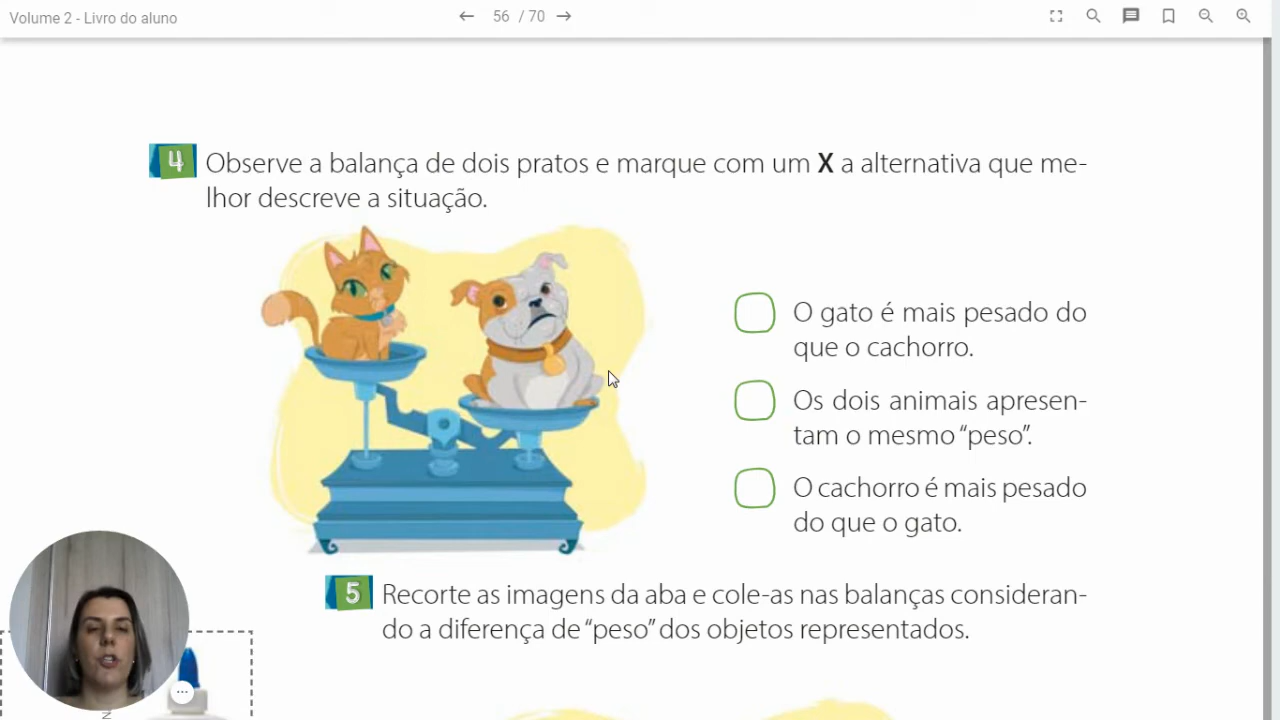 Volume 2 - Livro do aluno
56 / 70
4 Observe a balança de dois pratos e marque com um X a alternativa que me-
lhor descreve a situação.
O gato é mais pesado do
que o cachorro.
Os dois animais apresen-
tam o mesmo “peso”.
O cachorro é mais pesado
do que o gato.
5 Recorte as imagens da aba e cole-as nas balanças consideran-
do a diferença de “peso” dos objetos representados.
N